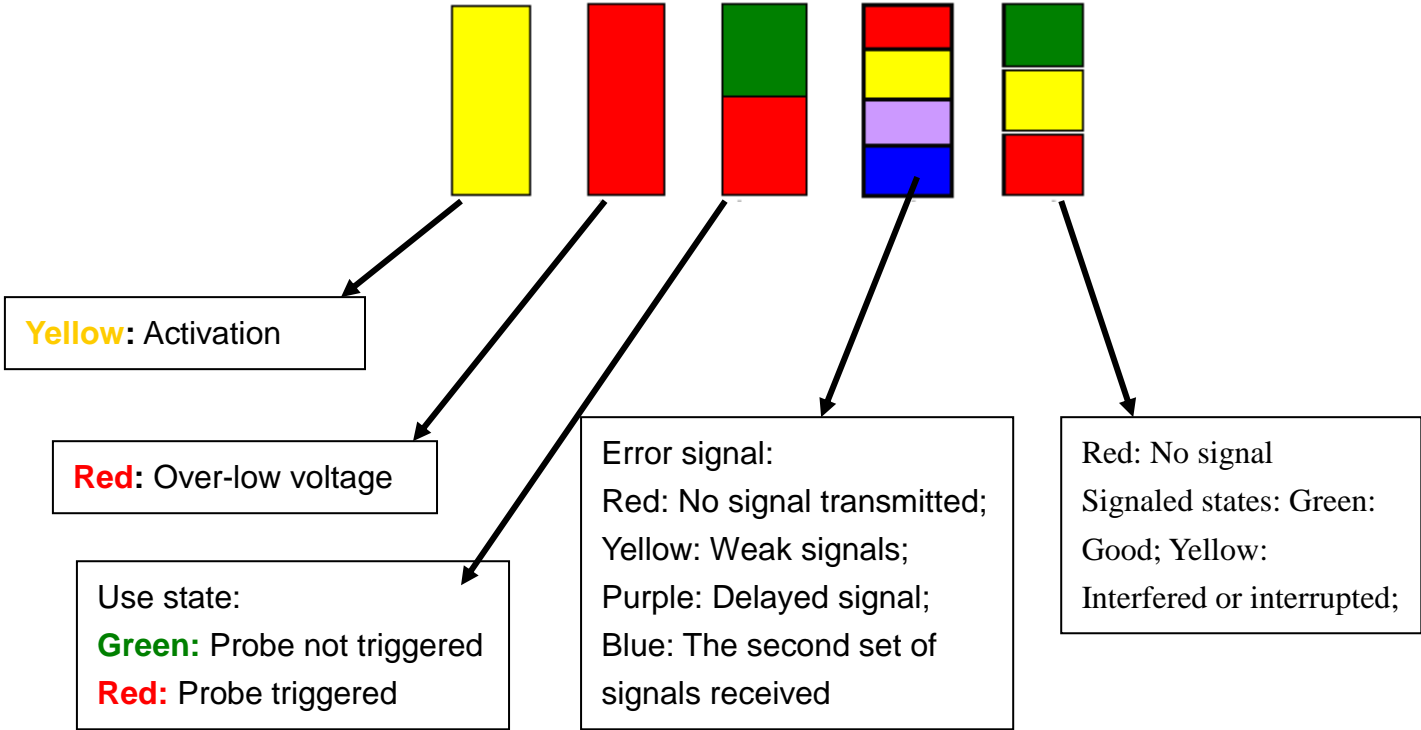 Yellow: Activation
Red: Over-low voltage
Use state:
Green: Probe not triggered
Red: Probe triggered
Error signal:
Red: No signal transmitted;
Yellow: Weak signals;
Purple: Delayed signal;
Blue: The second set of
signals received
Red: No signal
Signaled states: Green:
Good; Yellow:
Interfered or interrupted;